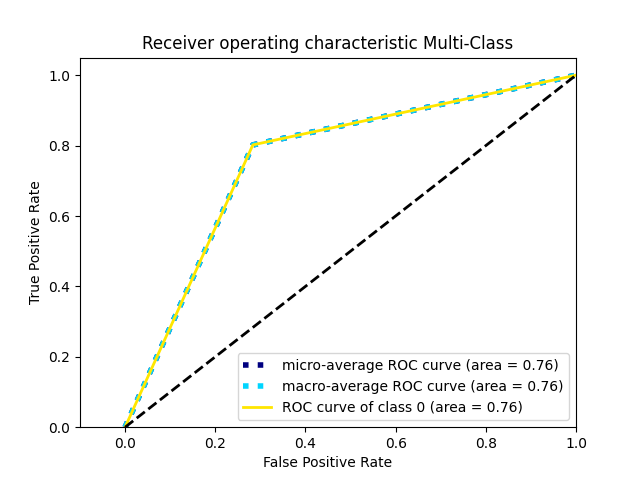 Receiver operating characteristic Multi-Class
1.0
0.8
0.6
0.4
0.2
0.0
True Positive Rate
micro-average ROC curve (area = 0.76)
macro-average ROC curve (area = 0.76)
ROC curve of class 0 (area = 0.76)
0.0 0.2 0.4 0.6 0.8 1.0
False Positive Rate